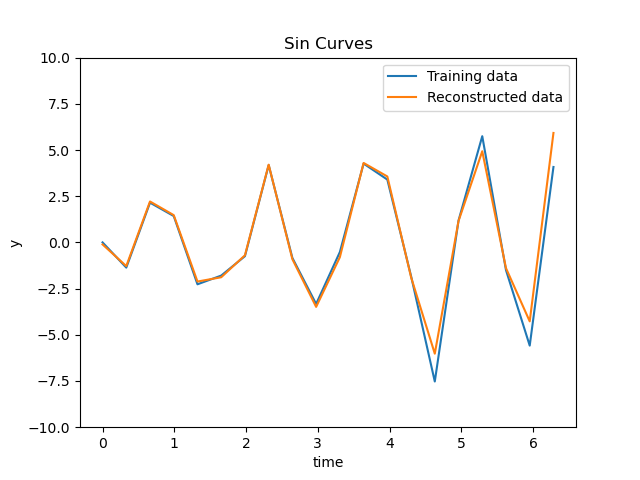 Sin Curves
Training data
Reconstructed data
10.0
7.5
5.0
2.5
0.0
−2.5
−5.0
−7.5
−10.0
y
0 1 2 3 4 5 6
time